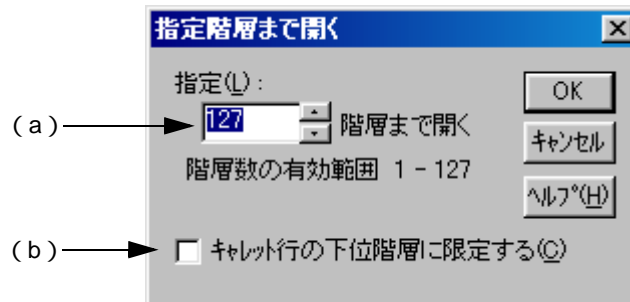 指定階層まで開く
指定(L):
OK
(a) 127 階層まで開く
キャンセル
階層数の有効範囲 1 - 127
ﾍﾙﾌﾟ(H)
(b) ｷｬﾚｯﾄ行の下位階層に限定する(C)